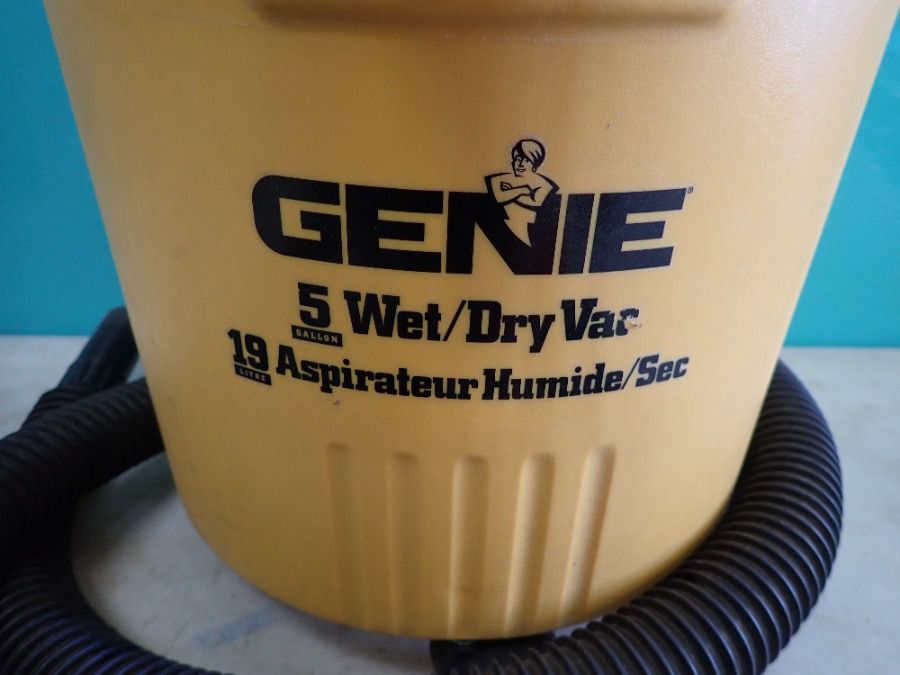 GENIE®
5 GALLON Wet/Dry Vac
19 LITRE Aspirateur Humide/Sec